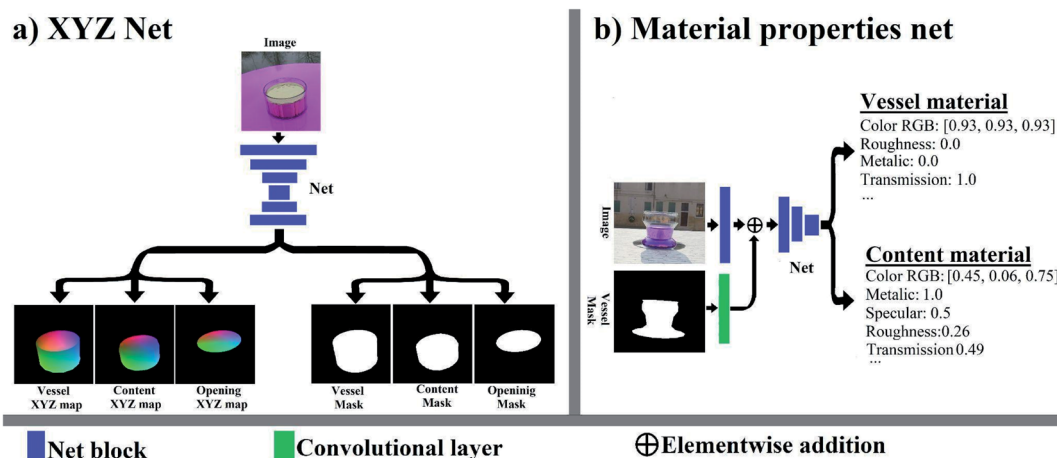 a) XYZ Net
Image
Net
Vessel
XYZ map
Content
XYZ map
Opening
XYZ map
Vessel
Mask
Content
Mask
Openinig
Mask
b) Material properties net
Image
Vessel
Mask
Net
Vessel material
Color RGB: [0.93, 0.93, 0.93]
Roughness: 0.0
Metalic: 0.0
Transmission: 1.0
...
Content material
Color RGB: [0.45, 0.06, 0.75]
Metalic: 1.0
Specular: 0.5
Roughness:0.26
Transmission 0.49
...
Net block
Convolutional layer
Elementwise addition